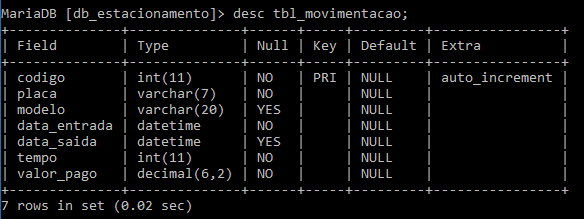 MariaDB [db_estacionamento]> desc tbl_movimentacao;
+--------------+--------------+------+-----+---------+----------------+
| Field        | Type         | Null | Key | Default | Extra          |
+--------------+--------------+------+-----+---------+----------------+
| codigo       | int(11)      | NO   | PRI | NULL    | auto_increment |
| placa        | varchar(7)   | NO   |     | NULL    |                |
| modelo       | varchar(20)  | YES  |     | NULL    |                |
| data_entrada | datetime     | NO   |     | NULL    |                |
| data_saida   | datetime     | YES  |     | NULL    |                |
| tempo        | int(11)      | NO   |     | NULL    |                |
| valor_pago   | decimal(6,2) | NO   |     | NULL    |                |
+--------------+--------------+------+-----+---------+----------------+
7 rows in set (0.02 sec)